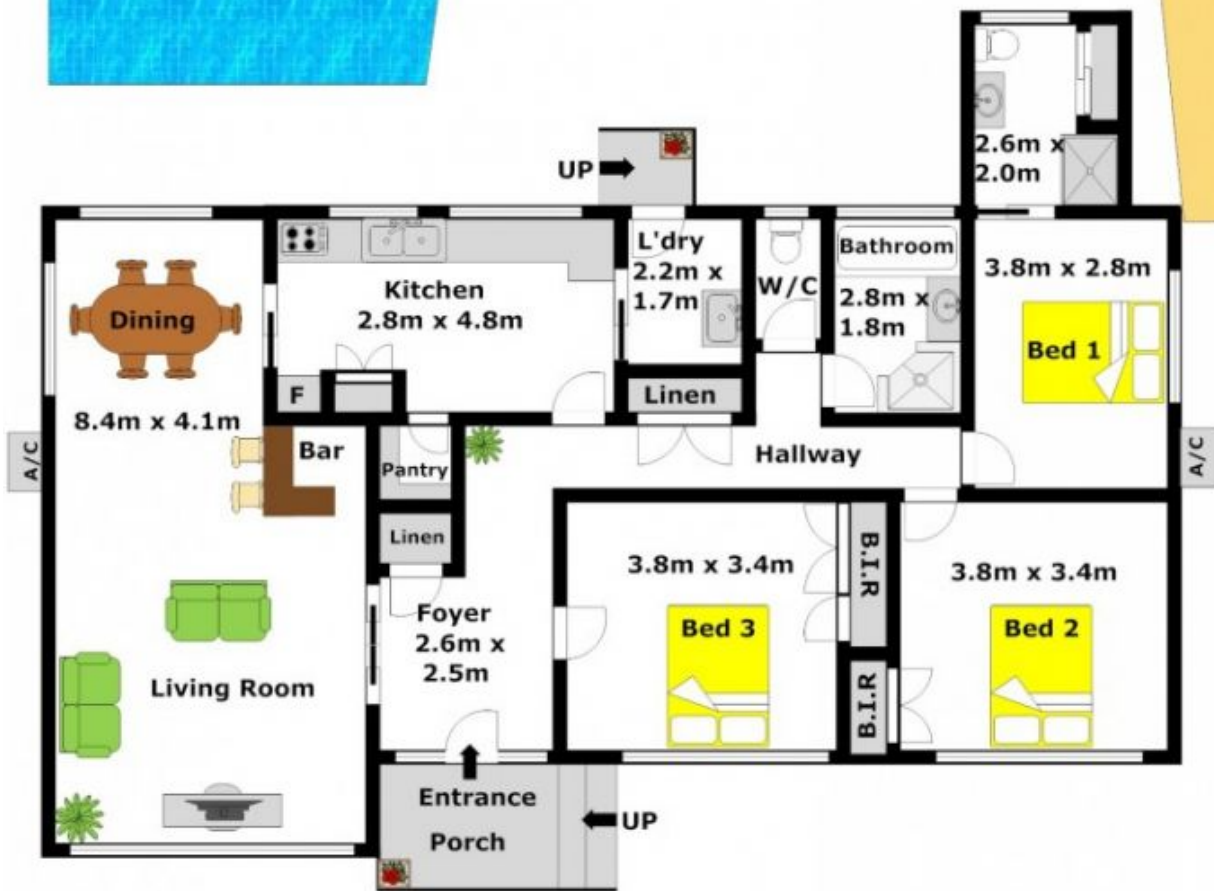 2.6m x
2.0m
UP
Dining
8.4m x 4.1m
A/C
Kitchen
2.8m x 4.8m
F
Bar
Pantry
Linen
L'dry
2.2m x
1.7m
Linen
W/C
Bathroom
2.8m x
1.8m
3.8m x 2.8m
Bed 1
A/C
Hallway
Living Room
Foyer
2.6m x
2.5m
3.8m x 3.4m
Bed 3
B.I.R
B.I.R
3.8m x 3.4m
Bed 2
Entrance
Porch
UP